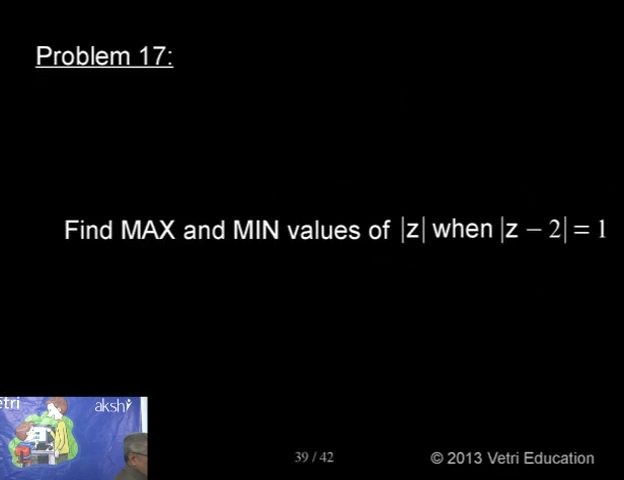 Problem 17:
Find MAX and MIN values of |z| when |z − 2| = 1
etri
akshi
39 / 42
© 2013 Vetri Education